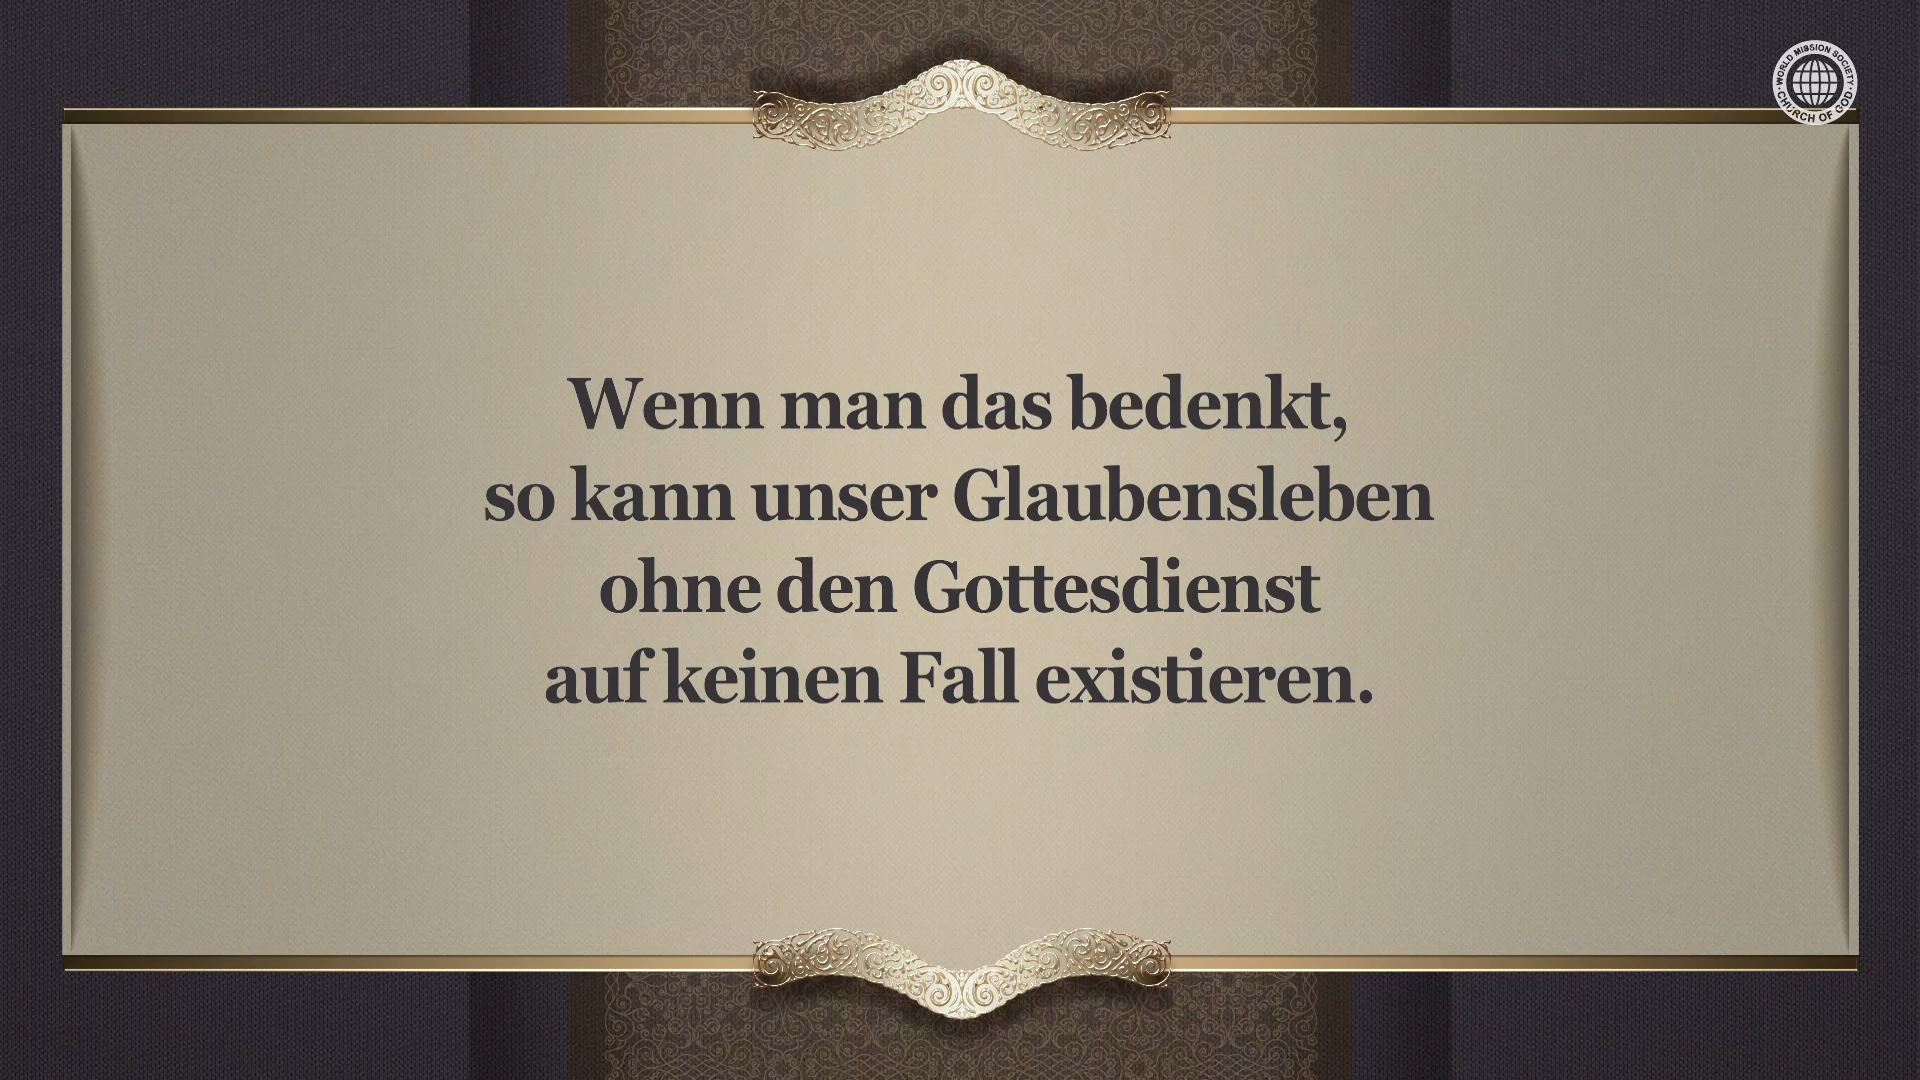 WORLD MISSION SOCIETY
CHURCH OF GOD
Wenn man das bedenkt,
so kann unser Glaubensleben
ohne den Gottesdienst
auf keinen Fall existieren.